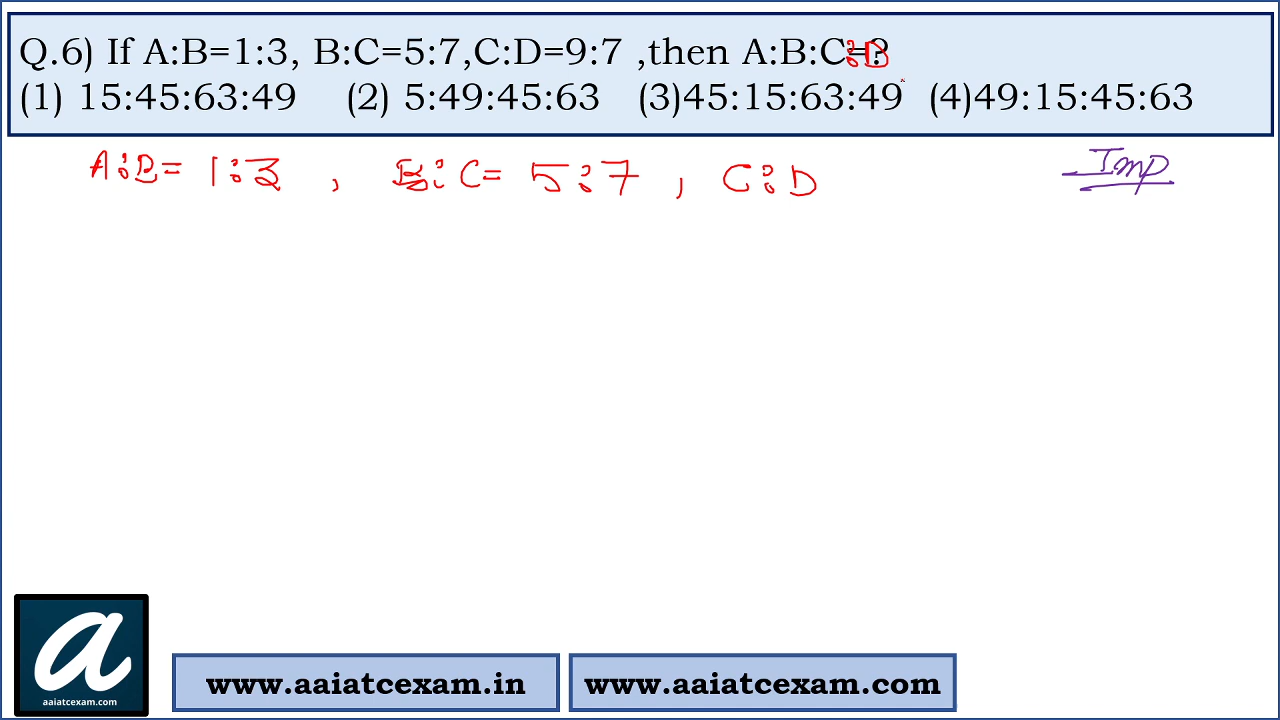 Q.6) If A:B=1:3, B:C=5:7,C:D=9:7 ,then A:B:C:D=?
(1) 15:45:63:49 (2) 5:49:45:63 (3)45:15:63:49 (4)49:15:45:63
A:B= 1:3 , B:C= 5:7 , C:D
Imp
a
aaiatcexam.com
www.aaiatcexam.in www.aaiatcexam.com